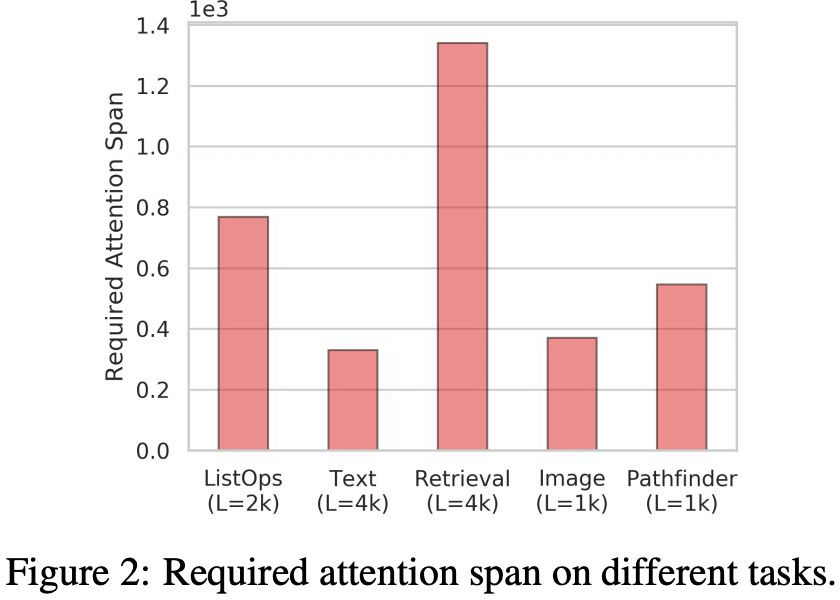 1e3
1.4
1.2
1.0
0.8
0.6
0.4
0.2
0.0
Required Attention Span
ListOps Text Retrieval Image Pathfinder
(L=2k) (L=4k) (L=4k) (L=1k) (L=1k)
Figure 2: Required attention span on different tasks.